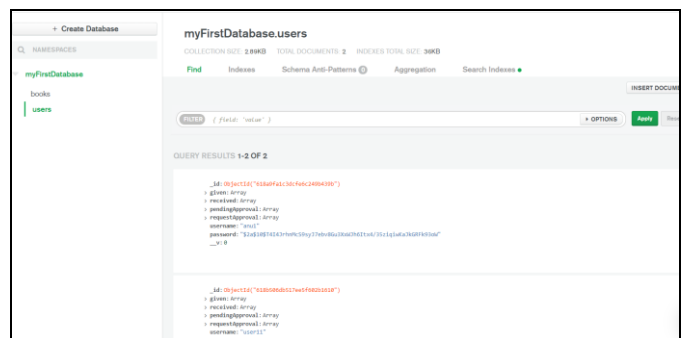 + Create Database
NAMESPACES
myFirstDatabase
books
users
myFirstDatabase.users
COLLECTION SIZE: 2.89KB TOTAL DOCUMENTS: 2 INDEXES TOTAL SIZE: 36KB
Find Indexes Schema Anti-Patterns 0 Aggregation Search Indexes
INSERT DOCUM
FILTER { field: 'value' } OPTIONS Apply Rese
QUERY RESULTS 1-2 OF 2
given: Array
received: Array
pendingApproval: Array
requestApproval: Array
username: "anu1"
password:
__v: 0
given: Array
received: Array
pendingApproval: Array
requestApproval: Array
username: "user11"